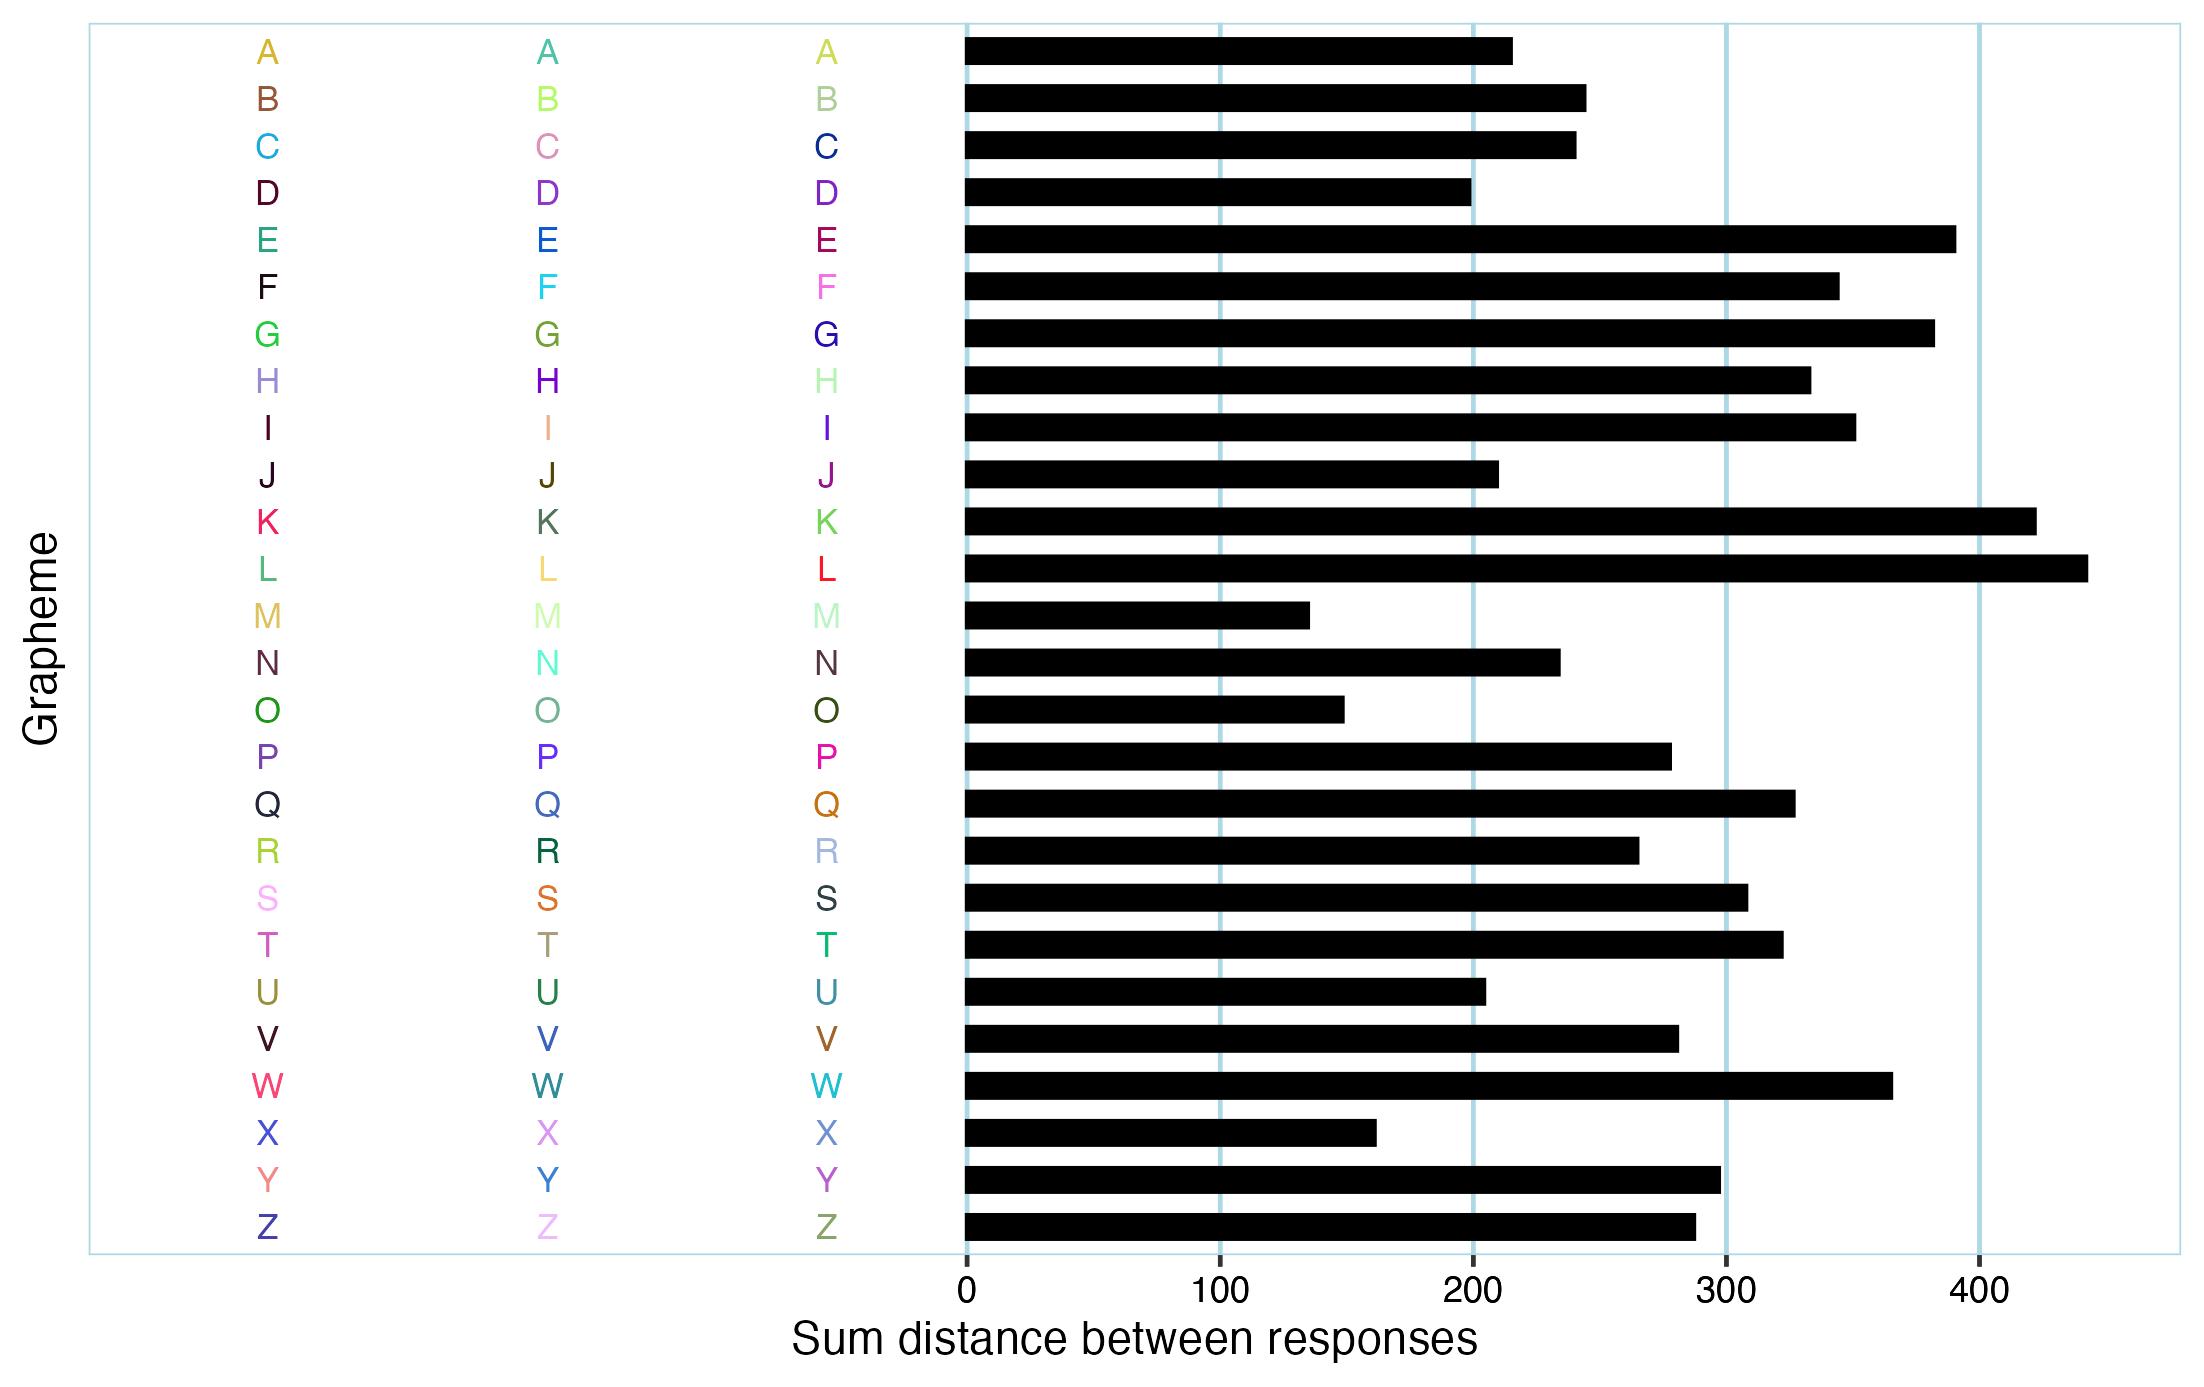 A A A
B B B
C C C
D D D
E E E
F F F
G G G
H H H
I I I
J J J
K K K
L L L
M M M
N N N
O O O
P P P
Q Q Q
R R R
S S S
T T T
U U U
V V V
W W W
X X X
Y Y Y
Z Z Z
Grapheme
0 100 200 300 400
Sum distance between responses